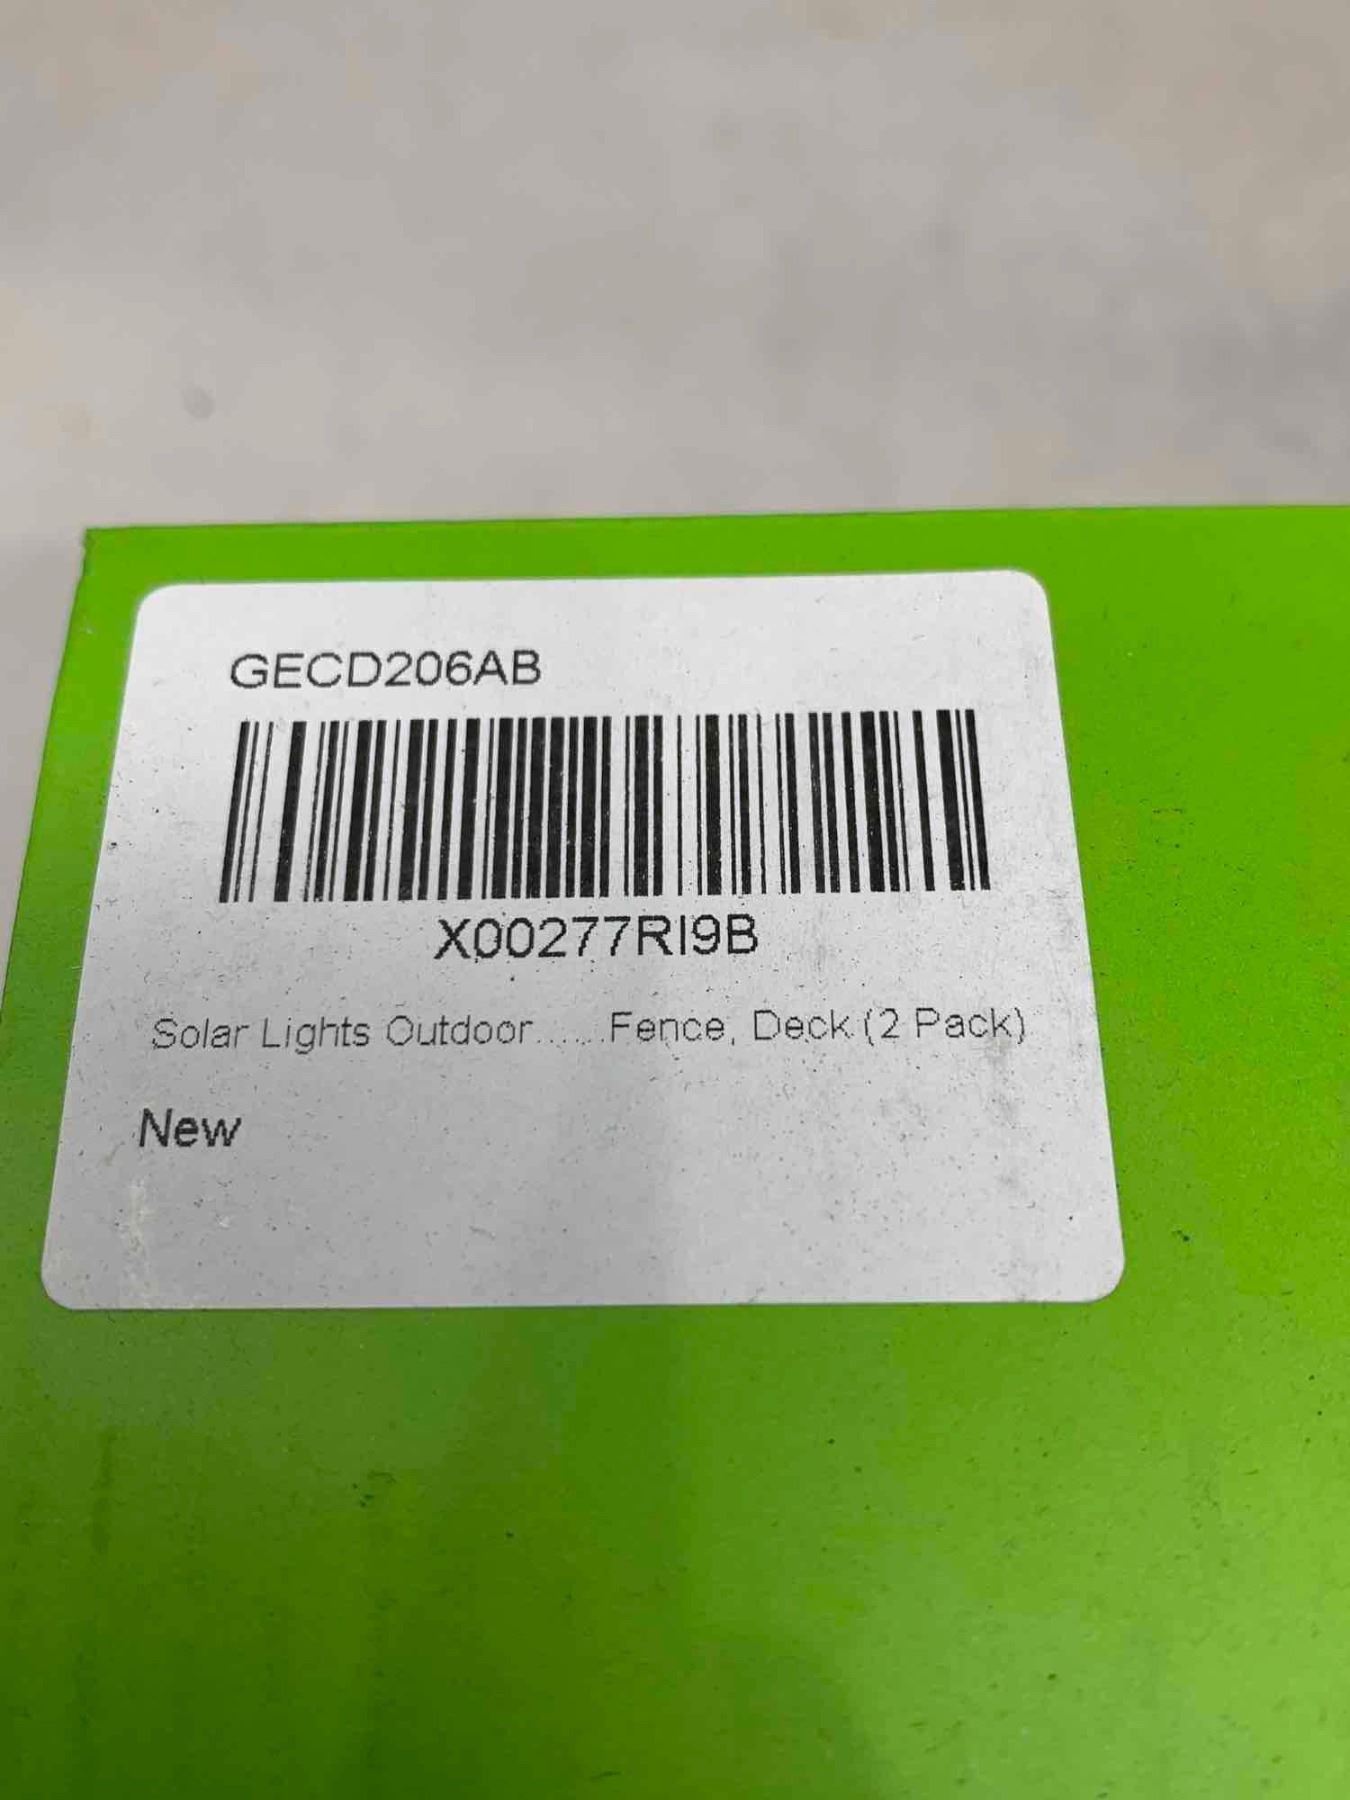 GECD206AB
X00277RI9B
Solar Lights Outdoor......Fence, Deck (2 Pack)
New